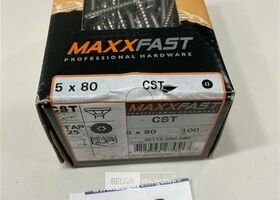 MAXXFAST
PROFESSIONAL HARDWARE
5 x 80 CST
CST
TAP
25
MAXXFAST
CST
5 x 80 100
BELGA